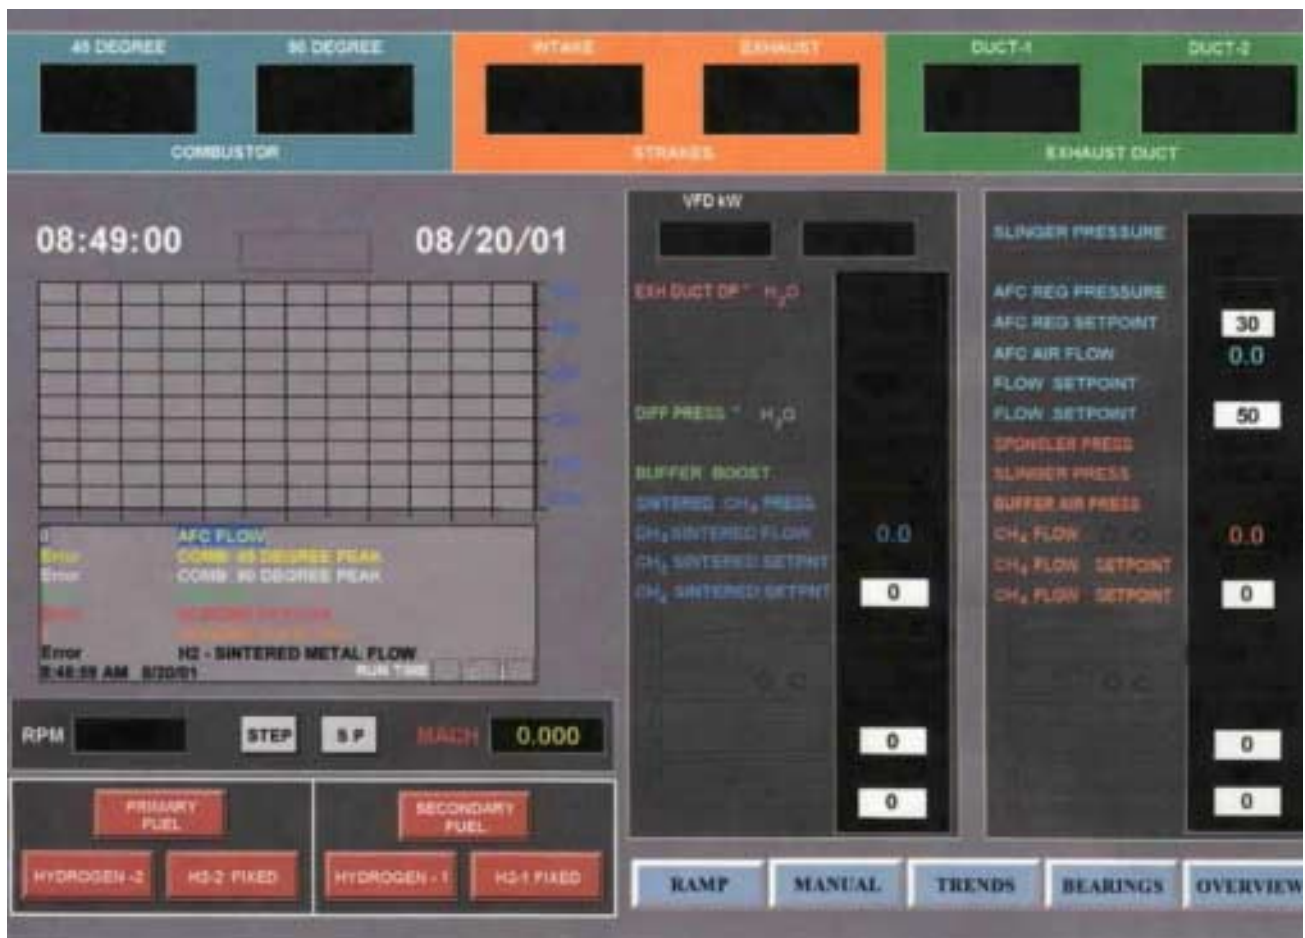 45 DEGREE 90 DEGREE INTAKE EXHAUST DUCT-1 DUCT-2
COMBUSTOR STRAKES EXHAUST DUCT
08:49:00 08/20/01
AFC FLOW
Error COMB 45 DEGREE PEAK
Error COMB 90 DEGREE PEAK
Error
Error H2 - SINTERED METAL FLOW
8:48:59 AM 8/20/01 RUN TIME
RPM STEP S P MACH 0.000
PRIMARY FUEL
SECONDARY FUEL
HYDROGEN -2 H2-2 FIXED HYDROGEN - 1 H2-1 FIXED
VFD kW
EXH DUCT DP " H2O
DIFF PRESS " H2O
BUFFER BOOST
SINTERED CH4 PRESS
CH4 SINTERED FLOW 0.0
CH4 SINTERED SETPNT
CH4 SINTERED SETPNT 0
0
0
SLINGER PRESSURE
AFC REG PRESSURE
AFC REG SETPOINT 30
AFC AIR FLOW 0.0
FLOW SETPOINT
FLOW SETPOINT 50
SPONSLER PRESS
SLINGER PRESS
BUFFER AIR PRESS
CH4 FLOW 0.0
CH4 FLOW SETPOINT
CH4 FLOW SETPOINT 0
0
0
RAMP MANUAL TRENDS BEARINGS OVERVIEW